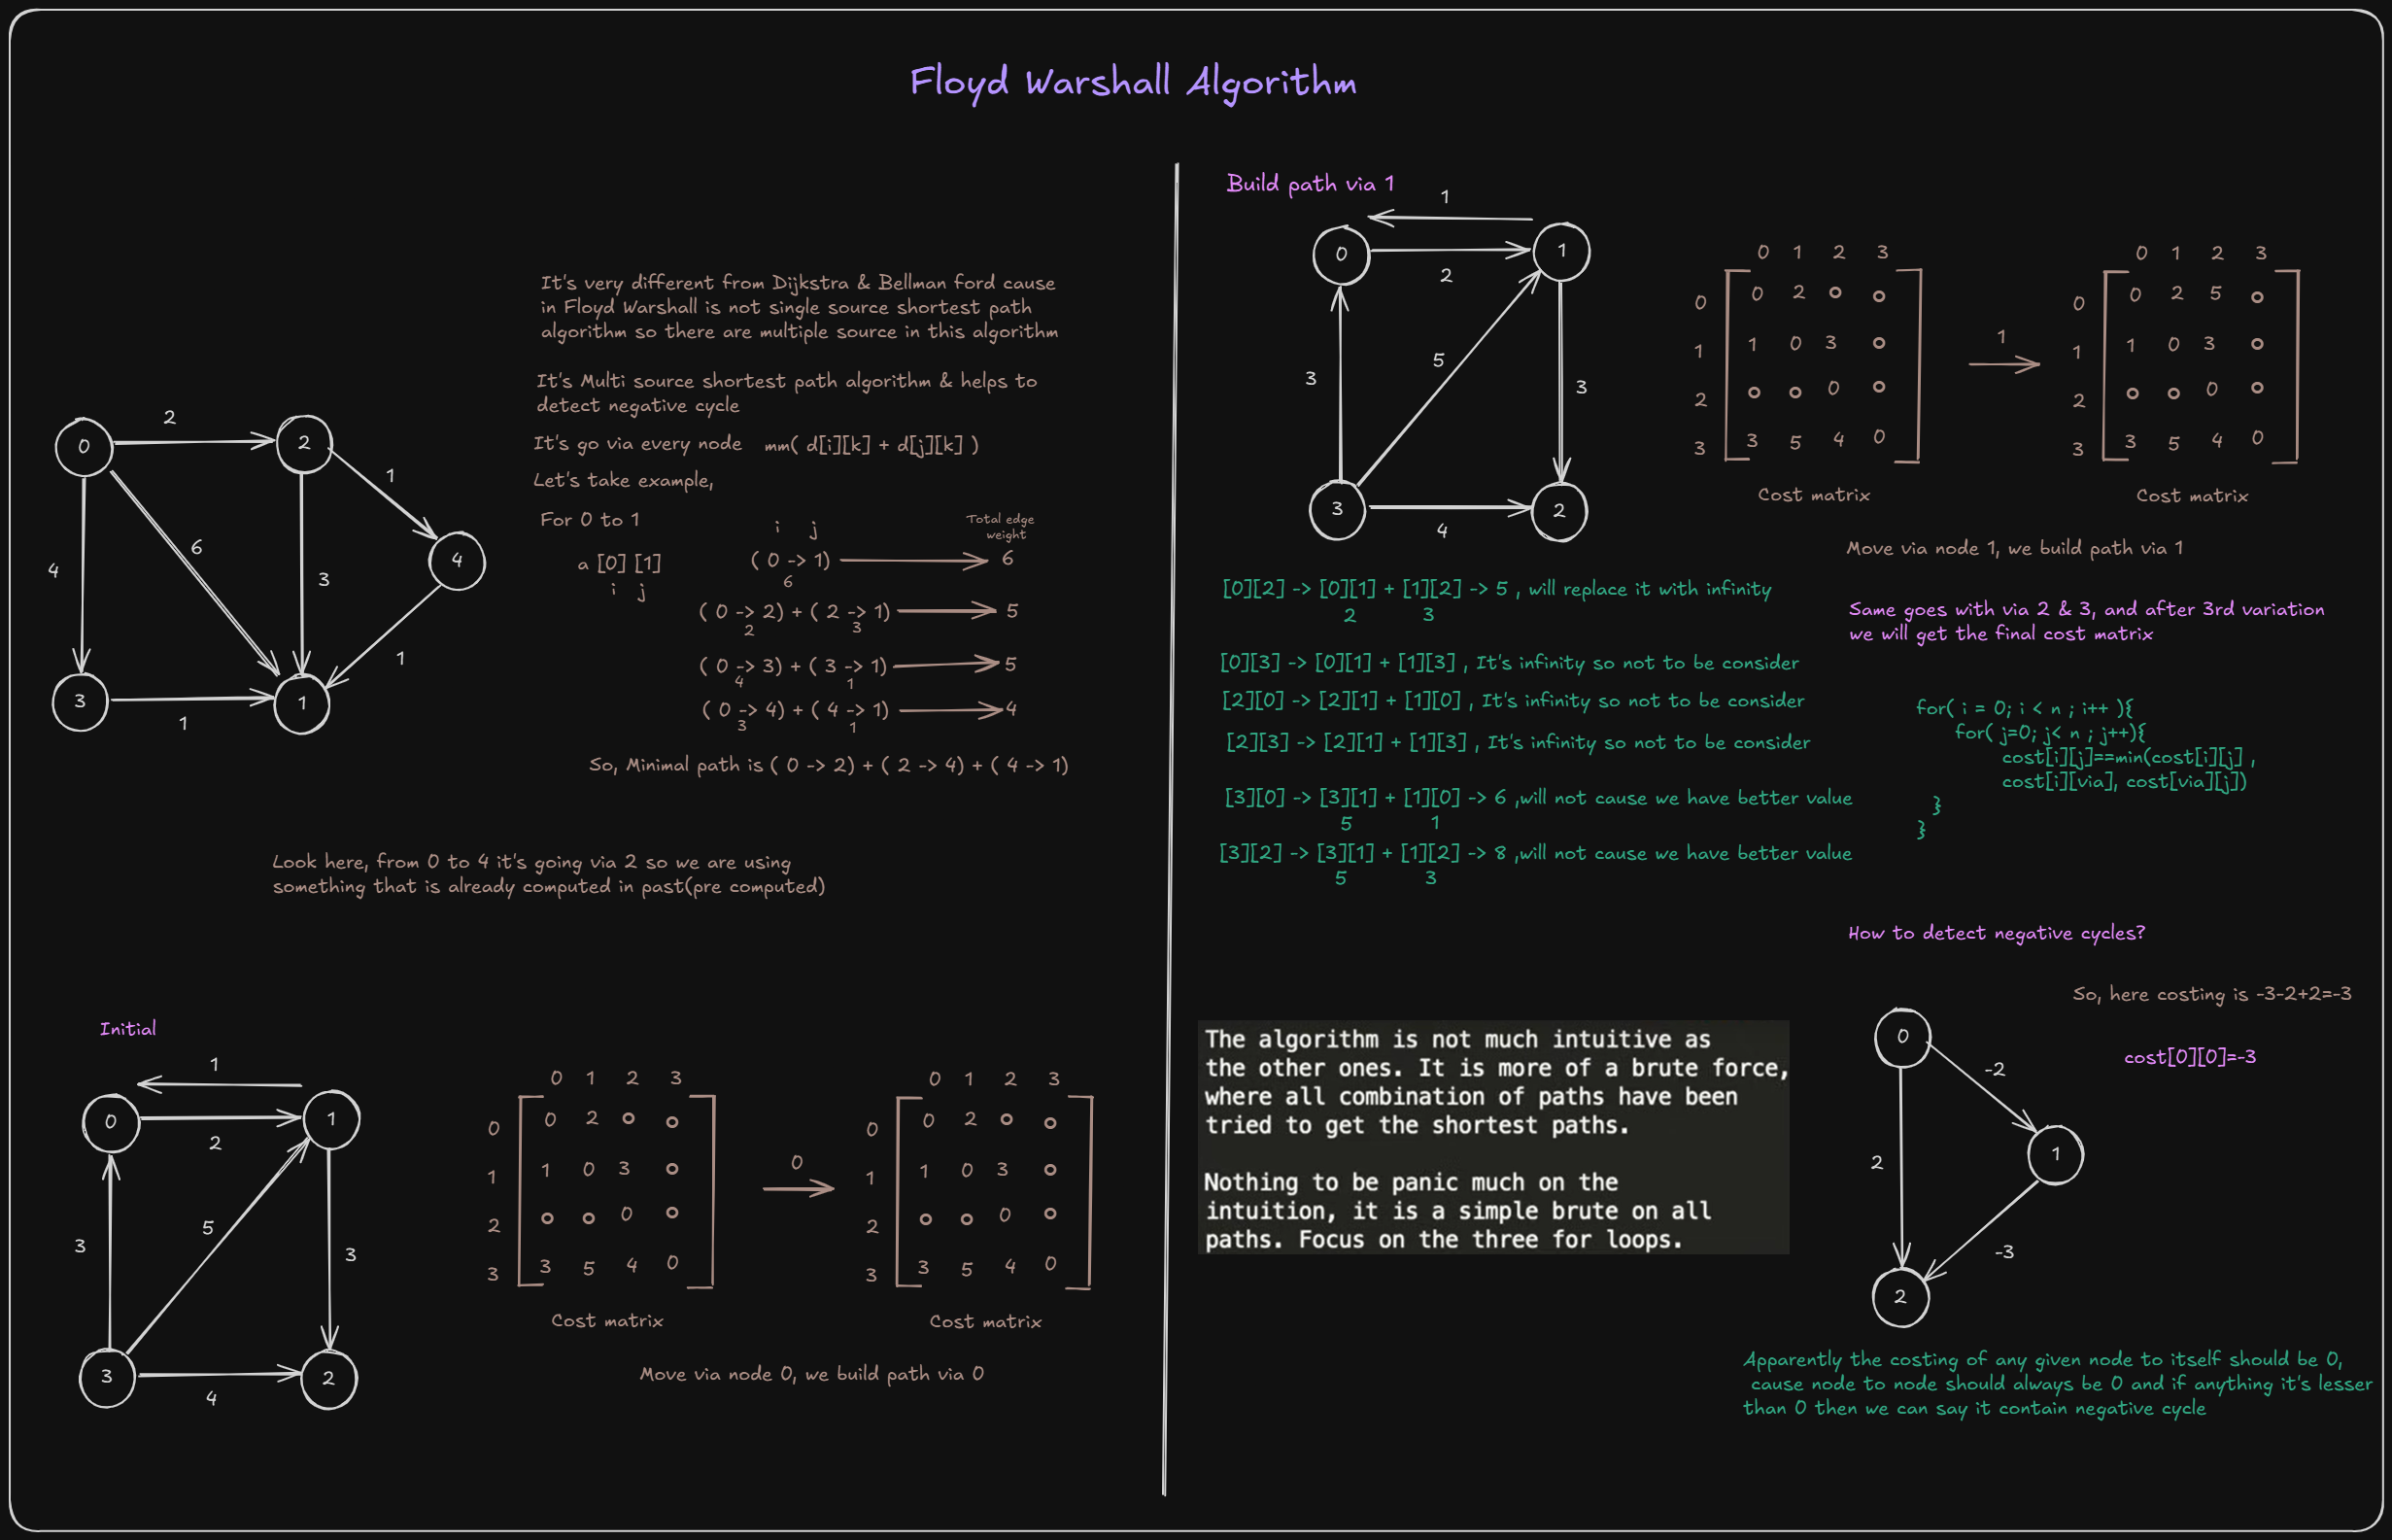 Floyd Warshall Algorithm
It's very different from Dijkstra & Bellman ford cause
in Floyd Warshall is not single source shortest path
algorithm so there are multiple source in this algorithm
It's Multi source shortest path algorithm & helps to
detect negative cycle
It's go via every node mm( d[i][k] + d[j][k] )
Let's take example,
For 0 to 1
a [0] [1]
i j
i j
Total edge
weight
( 0 -> 1) 6
6
( 0 -> 2) + ( 2 -> 1) 5
2 3
( 0 -> 3) + ( 3 -> 1) 5
4 1
( 0 -> 4) + ( 4 -> 1) 4
3 1
So, Minimal path is ( 0 -> 2) + ( 2 -> 4) + ( 4 -> 1)
0
2
2
1
4
6
4
3
3
1
1
1
Look here, from 0 to 4 it's going via 2 so we are using
something that is already computed in past(pre computed)
Initial
1
0
1
2
3
5
3
3
2
4
0 1 2 3
0 0 2 o o
1 1 0 3 o
2 o o 0 o
3 3 5 4 0
Cost matrix
0
0 1 2 3
0 0 2 o o
1 1 0 3 o
2 o o 0 o
3 3 5 4 0
Cost matrix
Move via node 0, we build path via 0
Build path via 1
1
0
1
2
3
5
3
3
2
4
0 1 2 3
0 0 2 o o
1 1 0 3 o
2 o o 0 o
3 3 5 4 0
Cost matrix
1
0 1 2 3
0 0 2 5 o
1 1 0 3 o
2 o o 0 o
3 3 5 4 0
Cost matrix
Move via node 1, we build path via 1
[0][2] -> [0][1] + [1][2] -> 5 , will replace it with infinity
2 3
[0][3] -> [0][1] + [1][3] , It's infinity so not to be consider
[2][0] -> [2][1] + [1][0] , It's infinity so not to be consider
[2][3] -> [2][1] + [1][3] , It's infinity so not to be consider
[3][0] -> [3][1] + [1][0] -> 6 ,will not cause we have better value
5 1
[3][2] -> [3][1] + [1][2] -> 8 ,will not cause we have better value
5 3
Same goes with via 2 & 3, and after 3rd variation
we will get the final cost matrix
for( i = 0; i < n ; i++ ){
for( j=0; j< n ; j++){
cost[i][j]==min(cost[i][j] ,
cost[i][via], cost[via][j])
}
}
The algorithm is not much intuitive as
the other ones. It is more of a brute force,
where all combination of paths have been
tried to get the shortest paths.
Nothing to be panic much on the
intuition, it is a simple brute on all
paths. Focus on the three for loops.
How to detect negative cycles?
So, here costing is -3-2+2=-3
cost[0][0]=-3
0
-2
1
2
-3
2
Apparently the costing of any given node to itself should be 0,
cause node to node should always be 0 and if anything it's lesser
than 0 then we can say it contain negative cycle